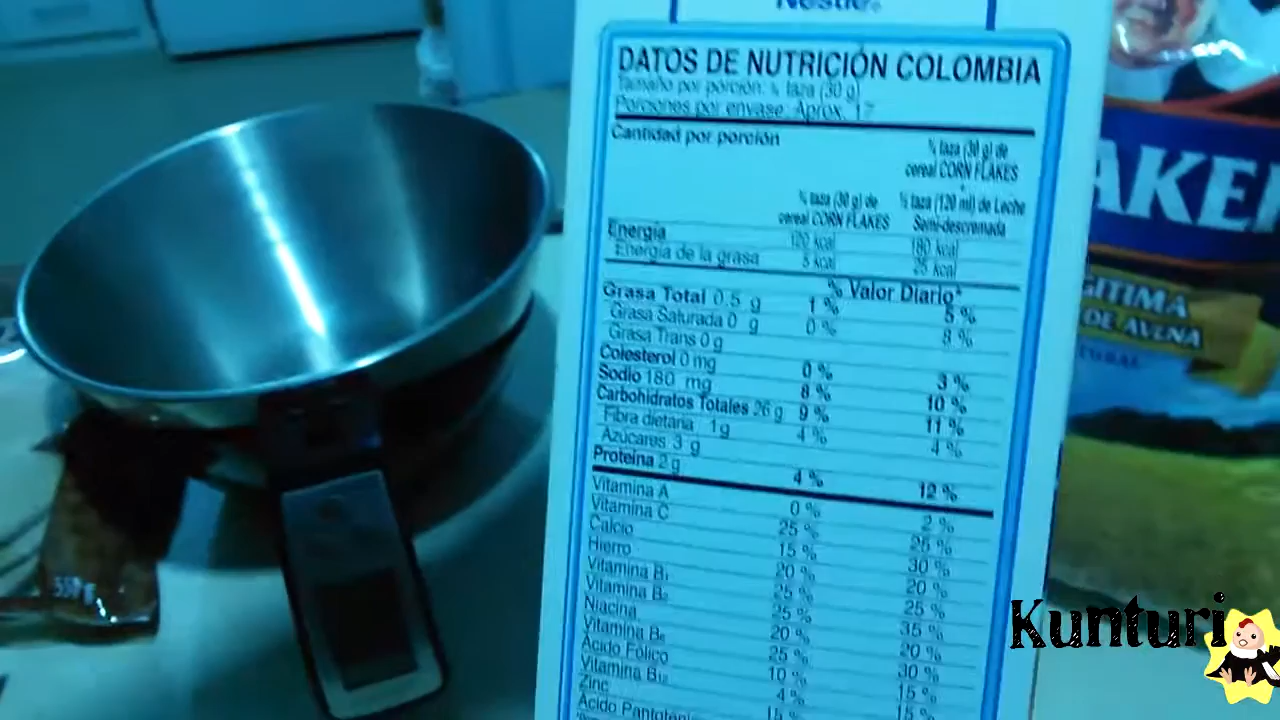 Nestlé.
DATOS DE NUTRICIÓN COLOMBIA
Tamaño por porción: ¾ taza (30 g)
Porciones por envase: Aprox. 17
Cantidad por porción
¾ taza (30 g) de
cereal CORN FLAKES
¾ taza (30 g) de
cereal CORN FLAKES
+
½ taza (120 ml) de Leche
Semi-descremada
Energía 120 kcal 180 kcal
Energía de la grasa 5 kcal 25 kcal
% Valor Diario*
Grasa Total 0.5 g 1 % 5 %
Grasa Saturada 0 g 0 % 8 %
Grasa Trans 0 g
Colesterol 0 mg 0 % 3 %
Sodio 180 mg 8 % 10 %
Carbohidratos Totales 26 g 9 % 11 %
Fibra dietaria 1 g 4 % 4 %
Azúcares 3 g
Proteína 2 g 4 % 12 %
Vitamina A 0 % 2 %
Vitamina C 25 % 25 %
Calcio 15 % 30 %
Hierro 20 % 20 %
Vitamina B₁ 25 % 25 %
Vitamina B₂ 25 % 35 %
Niacina 20 % 20 %
Vitamina B₆ 25 % 30 %
Ácido Fólico 10 % 15 %
Vitamina B₁₂ 4 % 15 %
Zinc 15 %
Ácido
AKE
GITIMA
DE AVENA
550 g
Kunturi